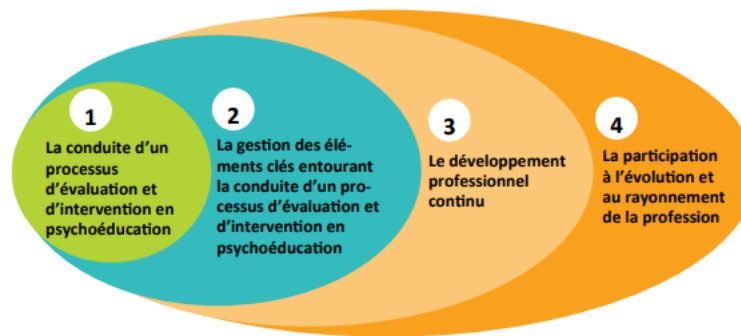 1
La conduite d'un
processus
d'évaluation et
d'intervention en
psychoéducation
2
La gestion des élé-
ments clés entourant
la conduite d'un pro-
cessus d'évaluation et
d'intervention en
psychoéducation
3
Le développement
professionnel
continu
4
La participation
à l'évolution et
au rayonnement
de la profession